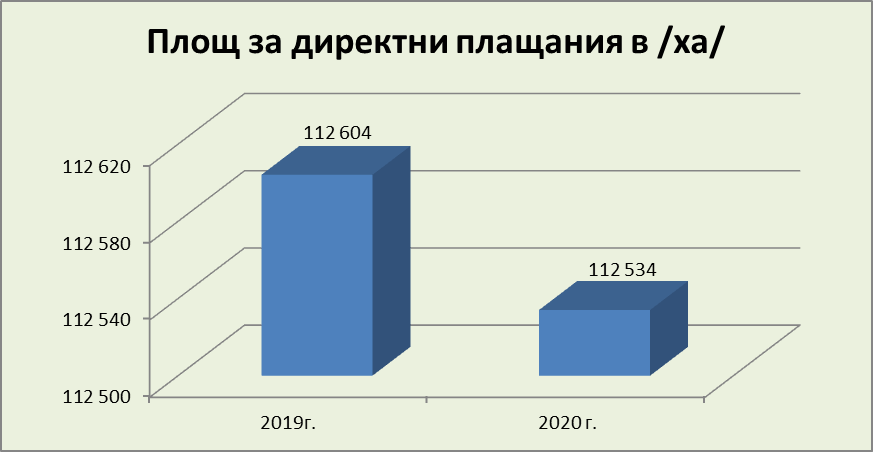 Площ за директни плащания в /ха/
112 604
112 620
112 580
112 534
112 540
112 500
2019г.
2020 г.